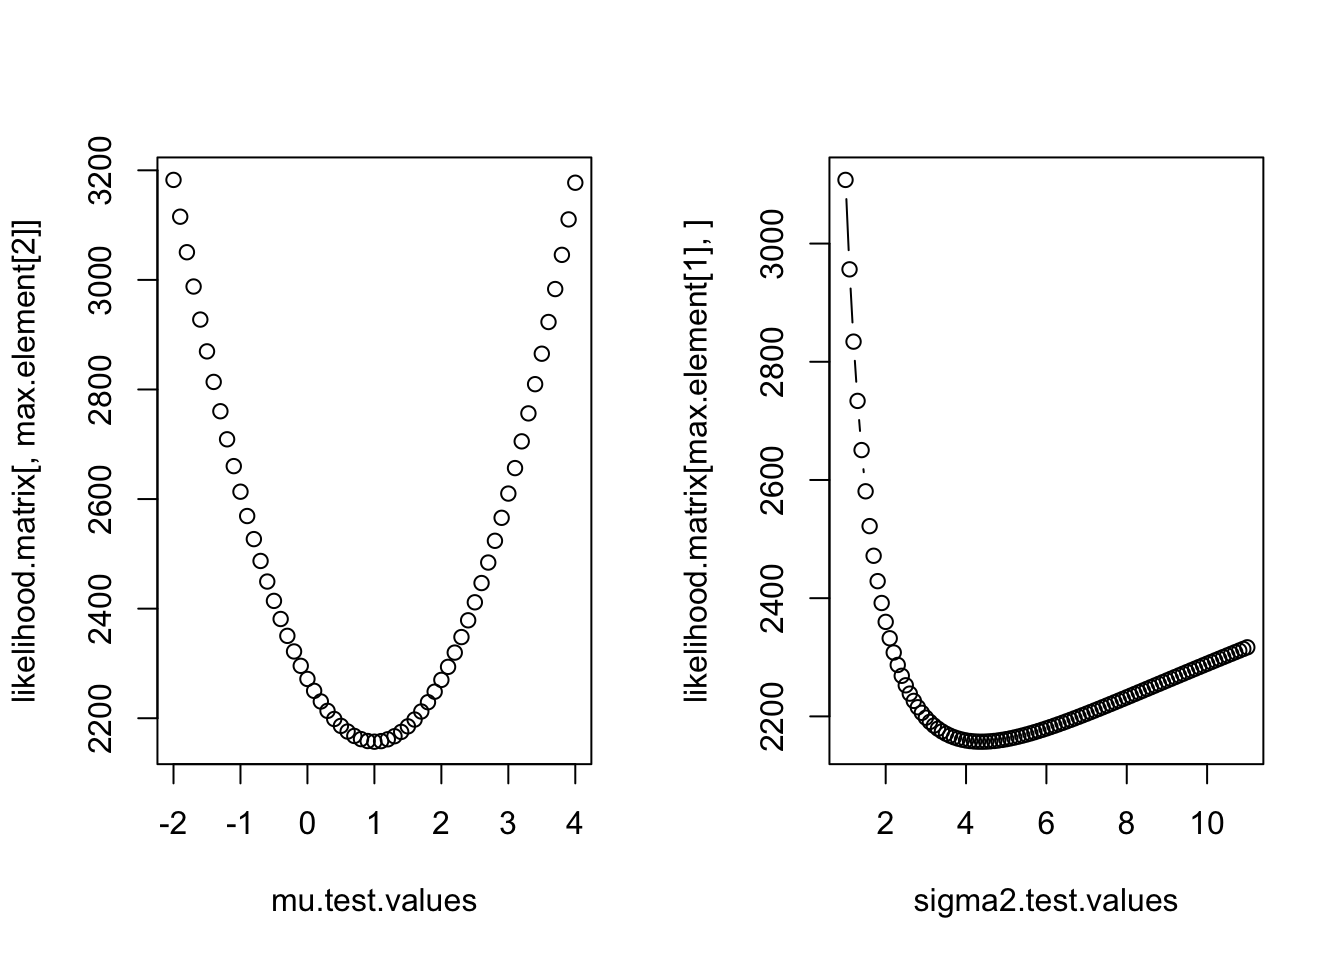 likelihood.matrix[, max.element[2]]
3200
3000
2800
2600
2400
2200
-2 -1 0 1 2 3 4
mu.test.values
likelihood.matrix[max.element[1], ]
3000
2800
2600
2400
2200
2 4 6 8 10
sigma2.test.values